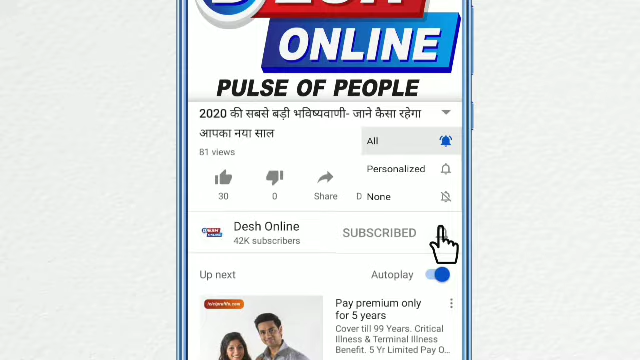 DESH
ONLINE
PULSE OF PEOPLE
2020 की सबसे बड़ी भविष्यवाणी- जाने कैसा रहेगा
आपका नया साल
81 views
All
Personalized
None
30
0
Share
D
Desh Online
42K subscribers
SUBSCRIBED
Up next
Autoplay
Pay premium only
for 5 years
Cover till 99 Years. Critical
Illness & Terminal Illness
Benefit. 5 Yr Limited Pay O...